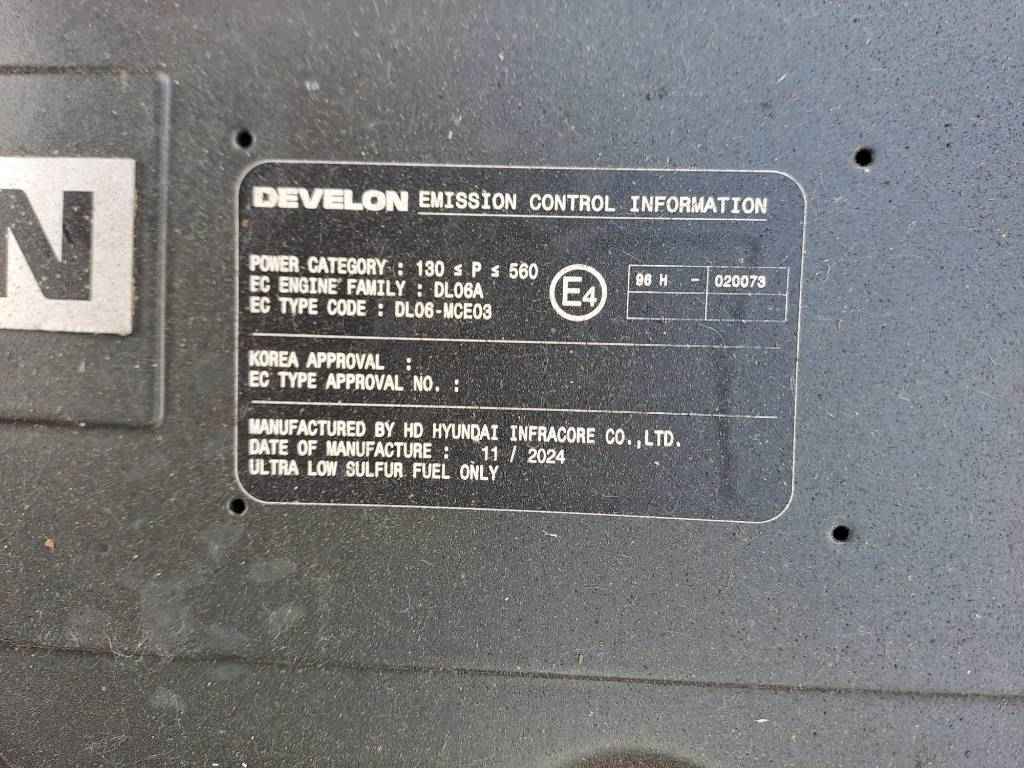 N
DEVELON EMISSION CONTROL INFORMATION
POWER CATEGORY : 130 ≤ P ≤ 560
EC ENGINE FAMILY : DL06A
EC TYPE CODE : DL06-MCE03
E4
96 H - 020073
KOREA APPROVAL :
EC TYPE APPROVAL NO. :
MANUFACTURED BY HD HYUNDAI INFRACORE CO.,LTD.
DATE OF MANUFACTURE : 11 / 2024
ULTRA LOW SULFUR FUEL ONLY